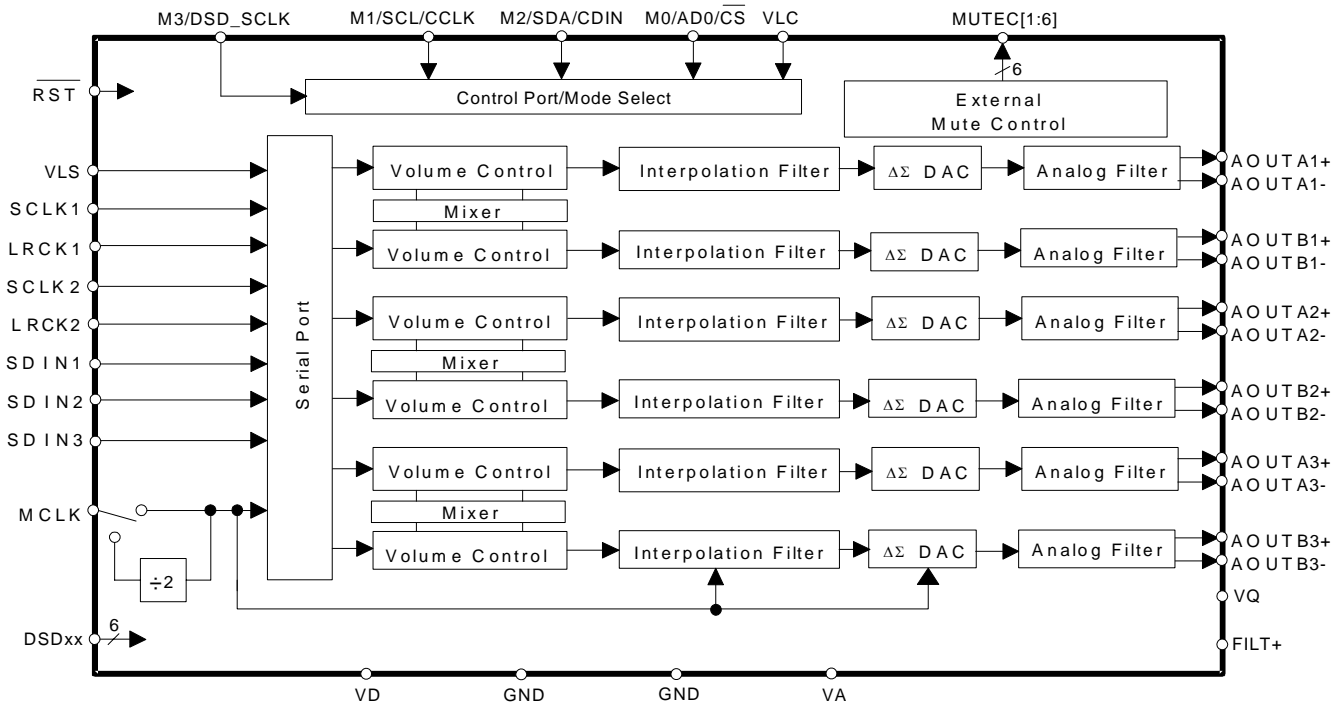 M3/DSD_SCLK M1/SCL/CCLK M2/SDA/CDIN M0/AD0/CS VLC MUTEC[1:6]
RST
6
Control Port/Mode Select
External
Mute Control
VLS
SCLK1
LRCK1
SCLK2
LRCK2
SDIN1
SDIN2
SDIN3
MCLK
÷2
DSDxx
6
Serial Port
Volume Control Interpolation Filter ΔΣ DAC Analog Filter AOUTA1+
AOUTA1-
Mixer
Volume Control Interpolation Filter ΔΣ DAC Analog Filter AOUTB1+
AOUTB1-
Volume Control Interpolation Filter ΔΣ DAC Analog Filter AOUTA2+
AOUTA2-
Mixer
Volume Control Interpolation Filter ΔΣ DAC Analog Filter AOUTB2+
AOUTB2-
Volume Control Interpolation Filter ΔΣ DAC Analog Filter AOUTA3+
AOUTA3-
Mixer
Volume Control Interpolation Filter ΔΣ DAC Analog Filter AOUTB3+
AOUTB3-
VQ
FILT+
VD GND GND VA